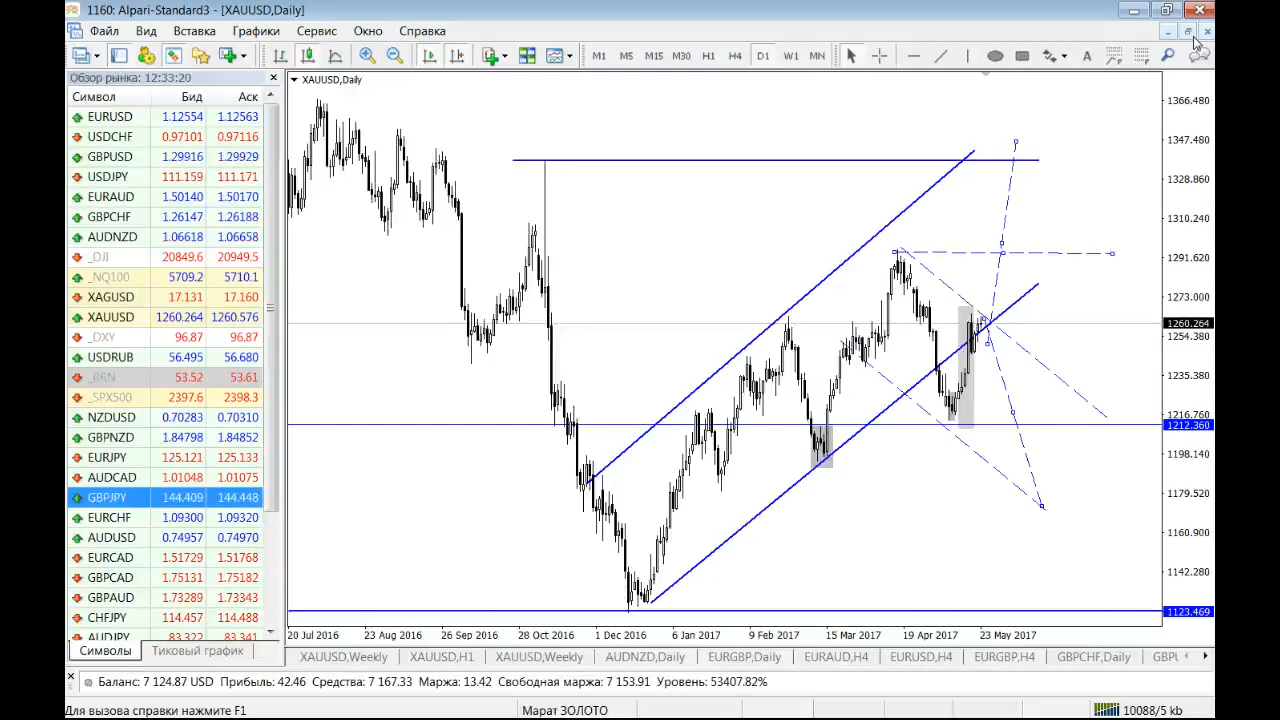 1160: Alpari-Standard3 - [XAUUSD,Daily]
Файл Вид Вставка Графики Сервис Окно Справка
M1 M5 M15 M30 H1 H4 D1 W1 MN
Обзор рынка: 12:33:20
Символ Бид Аск
EURUSD 1.12554 1.12563
USDCHF 0.97101 0.97116
GBPUSD 1.29916 1.29929
USDJPY 111.159 111.171
EURAUD 1.50140 1.50170
GBPCHF 1.26147 1.26188
AUDNZD 1.06618 1.06658
_DJI 20849.6 20949.5
_NQ100 5709.2 5710.1
XAGUSD 17.131 17.160
XAUUSD 1260.264 1260.576
_DXY 96.87 96.87
USDRUB 56.495 56.680
_BRN 53.52 53.61
_SPX500 2397.6 2398.3
NZDUSD 0.70283 0.70310
GBPNZD 1.84798 1.84852
EURJPY 125.121 125.133
AUDCAD 1.01048 1.01075
GBPJPY 144.409 144.448
EURCHF 1.09300 1.09320
AUDUSD 0.74957 0.74970
EURCAD 1.51729 1.51768
GBPCAD 1.75131 1.75182
GBPAUD 1.73289 1.73343
CHFJPY 114.457 114.488
AUDJPY 83.322 83.341
Символы Тиковый график
XAUUSD,Daily
1366.480
1347.480
1328.860
1310.240
1291.620
1273.000
1260.264
1254.380
1235.380
1216.760
1212.360
1198.140
1179.520
1160.900
1142.280
1123.469
20 Jul 2016 23 Aug 2016 26 Sep 2016 28 Oct 2016 1 Dec 2016 6 Jan 2017 9 Feb 2017 15 Mar 2017 19 Apr 2017 23 May 2017
XAUUSD,Weekly XAUUSD,H1 XAUUSD,Weekly AUDNZD,Daily EURGBP,Daily EURAUD,H4 EURUSD,H4 EURGBP,H4 GBPCHF,Daily GBPU
Баланс: 7 124.87 USD Прибыль: 42.46 Средства: 7 167.33 Маржа: 13.42 Свободная маржа: 7 153.91 Уровень: 53407.82%
Для вызова справки нажмите F1 Марат ЗОЛОТО 10088/5 kb